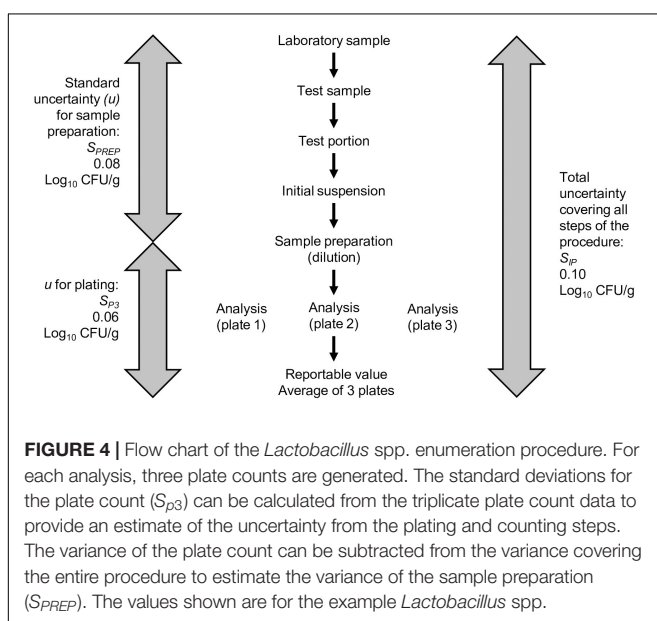 Laboratory sample
Test sample
Test portion
Initial suspension
Sample preparation
(dilution)
Analysis
(plate 1)
Analysis
(plate 2)
Analysis
(plate 3)
Reportable value
Average of 3 plates
Standard
uncertainty (u)
for sample
preparation:
S_PREP
0.08
Log₁₀ CFU/g
u for plating:
S_P3
0.06
Log₁₀ CFU/g
Total
uncertainty
covering all
steps of the
procedure:
S_IP
0.10
Log₁₀ CFU/g
FIGURE 4 | Flow chart of the Lactobacillus spp. enumeration procedure. For
each analysis, three plate counts are generated. The standard deviations for
the plate count (S_p3) can be calculated from the triplicate plate count data to
provide an estimate of the uncertainty from the plating and counting steps.
The variance of the plate count can be subtracted from the variance covering
the entire procedure to estimate the variance of the sample preparation
(S_PREP). The values shown are for the example Lactobacillus spp.